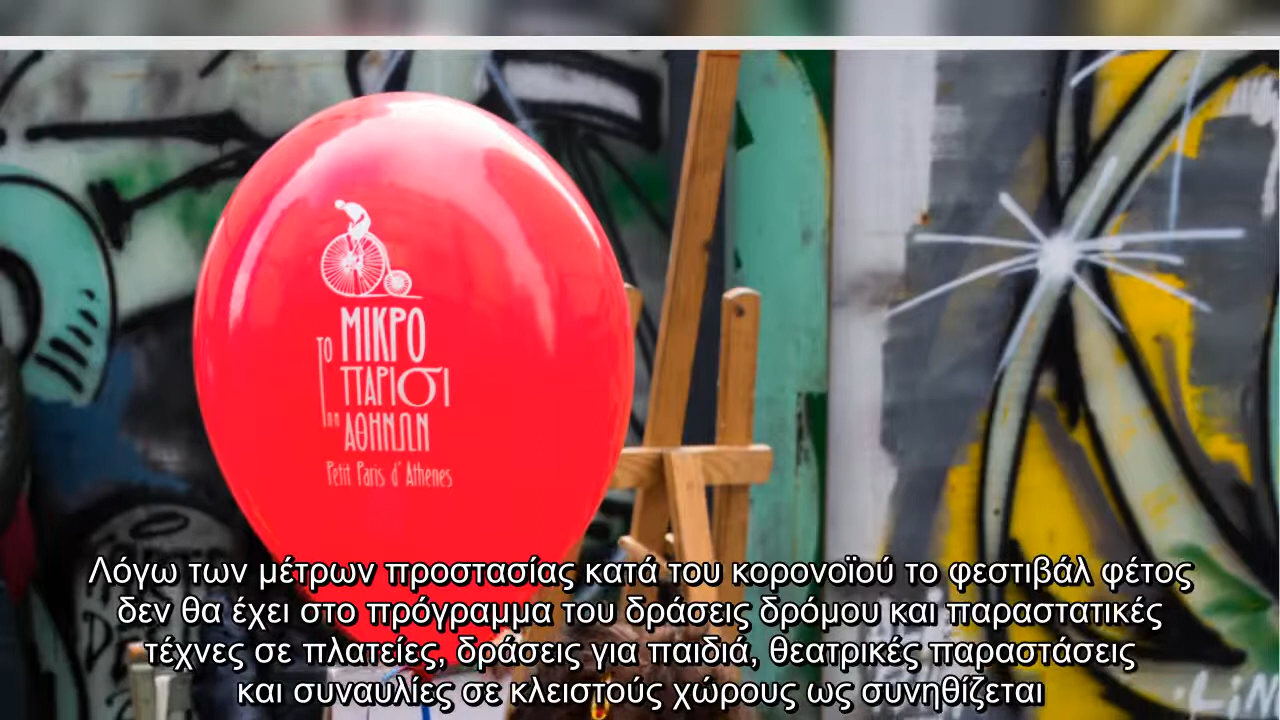 ΤΟ ΜΙΚΡΟ
ΠΑΡΙσΙ
των ΑΘΗΝΩΝ
Petit Paris d' Athenes
Λόγω των μέτρων προστασίας κατά του κορονοϊού το φεστιβάλ φέτος
δεν θα έχει στο πρόγραμμα του δράσεις δρόμου και παραστατικές
τέχνες σε πλατείες, δράσεις για παιδιά, θεατρικές παραστάσεις
και συναυλίες σε κλειστούς χώρους ως συνηθίζεται